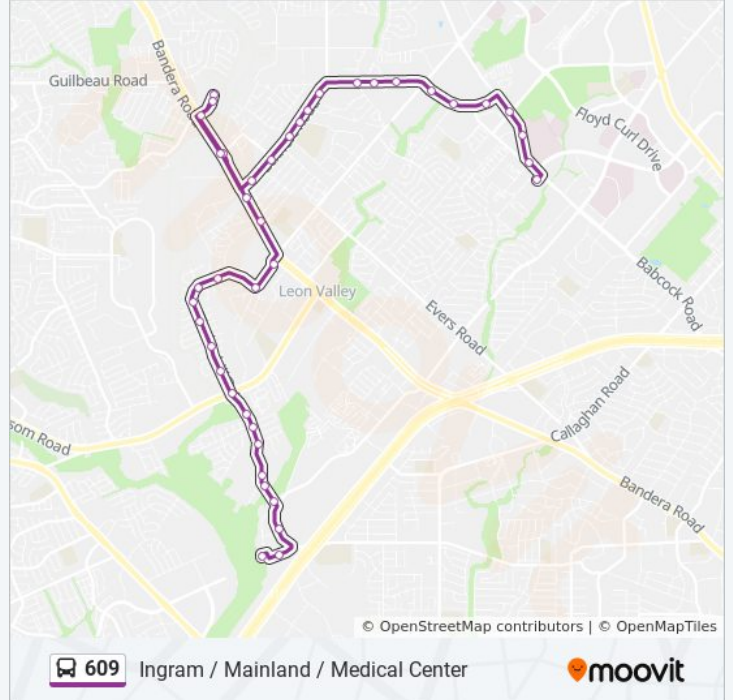 Guilbeau Road
Bandera Ro
Floyd Curl Drive
Babcock Road
Leon Valley
Evers Road
Callaghan Road
som Road
Bandera Road
© OpenStreetMap contributors | © OpenMapTiles
609 Ingram / Mainland / Medical Center
moovit